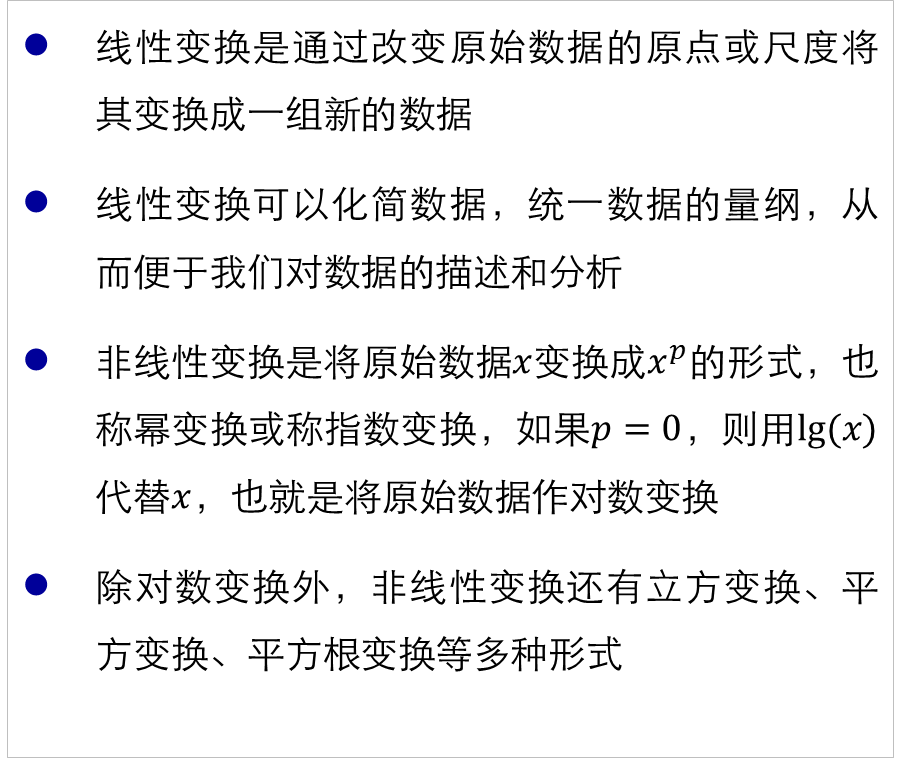 ● 线性变换是通过改变原始数据的原点或尺度将
其变换成一组新的数据
● 线性变换可以化简数据，统一数据的量纲，从
而便于我们对数据的描述和分析
● 非线性变换是将原始数据x变换成xᵖ的形式，也
称幂变换或称指数变换，如果p = 0，则用lg(x)
代替x，也就是将原始数据作对数变换
● 除对数变换外，非线性变换还有立方变换、平
方变换、平方根变换等多种形式